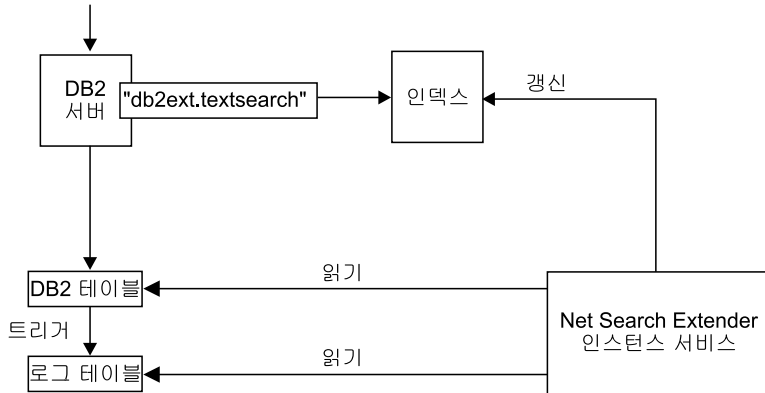 DB2
서버
"db2ext.textsearch"
인덱스
갱신
DB2 테이블
읽기
트리거
로그 테이블
읽기
Net Search Extender
인스턴스 서비스